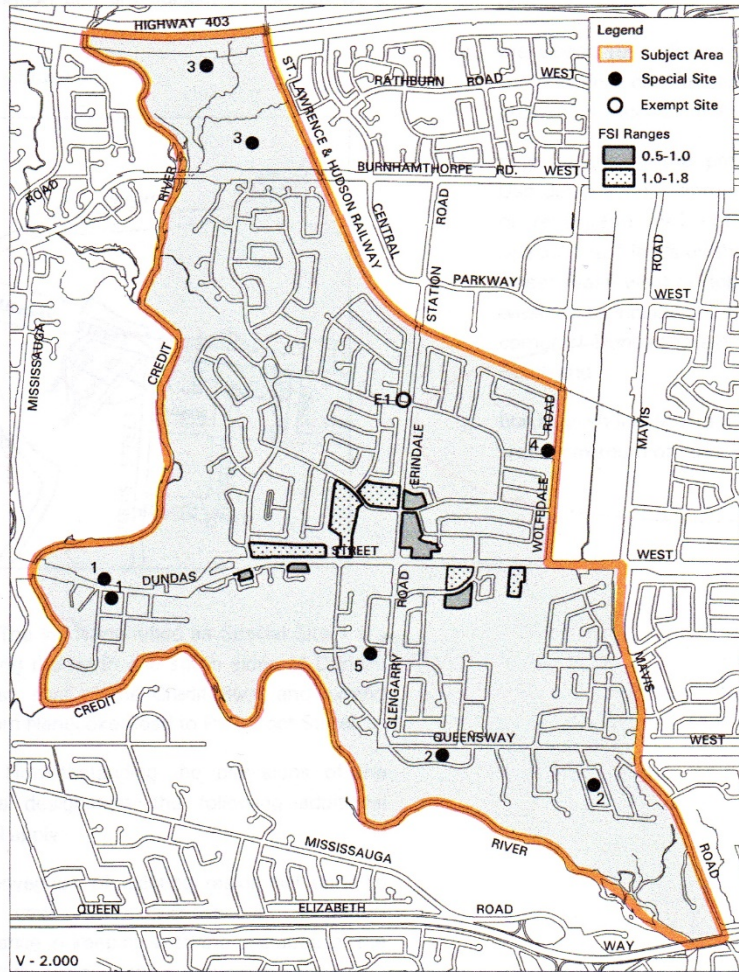 HIGHWAY 403
Legend
Subject Area
Special Site
Exempt Site
FSI Ranges
0.5-1.0
1.0-1.8
3
ST. LAWRENCE & HUDSON RAILWAY
RATHBURN ROAD WEST
3
BURNHAMTHORPE RD. WEST
ROAD
RIVER
CENTRAL
PARKWAY
WEST
STATION
ROAD
ROAD
MISSISSAUGA
CREDIT
MAVIS
E1
ERINDALE
ROAD
4
WOLFEDALE
STREET
WEST
1
DUNDAS
1
ROAD
5
GLENGARRY
MAVIS
CREDIT
QUEENSWAY
WEST
2
2
MISSISSAUGA
RIVER
ROAD
QUEEN
ELIZABETH
ROAD
WAY
V - 2.000